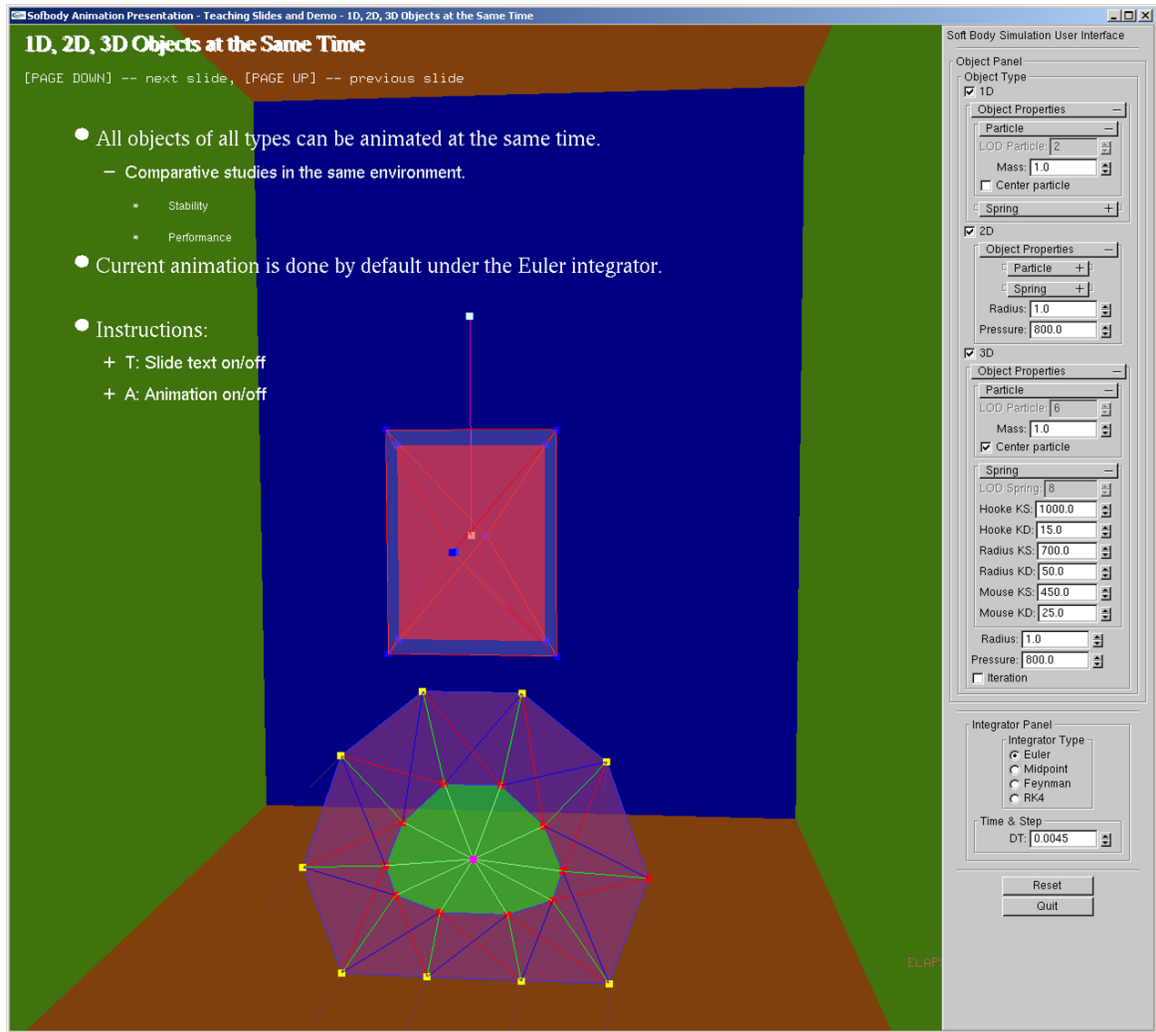 Sofbody Animation Presentation - Teaching Slides and Demo - 1D, 2D, 3D Objects at the Same Time
1D, 2D, 3D Objects at the Same Time
[PAGE DOWN] -- next slide, [PAGE UP] -- previous slide
All objects of all types can be animated at the same time.
– Comparative studies in the same environment.
* Stability
* Performance
Current animation is done by default under the Euler integrator.
Instructions:
+ T: Slide text on/off
+ A: Animation on/off
ELAPS
Soft Body Simulation User Interface
Object Panel
Object Type
1D
Object Properties –
Particle –
LOD Particle: 2
Mass: 1.0
Center particle
Spring +
2D
Object Properties –
Particle +
Spring +
Radius: 1.0
Pressure: 800.0
3D
Object Properties –
Particle –
LOD Particle: 6
Mass: 1.0
Center particle
Spring –
LOD Spring: 8
Hooke KS: 1000.0
Hooke KD: 15.0
Radius KS: 700.0
Radius KD: 50.0
Mouse KS: 450.0
Mouse KD: 25.0
Radius: 1.0
Pressure: 800.0
Iteration
Integrator Panel
Integrator Type
Euler
Midpoint
Feynman
RK4
Time & Step
DT: 0.0045
Reset
Quit